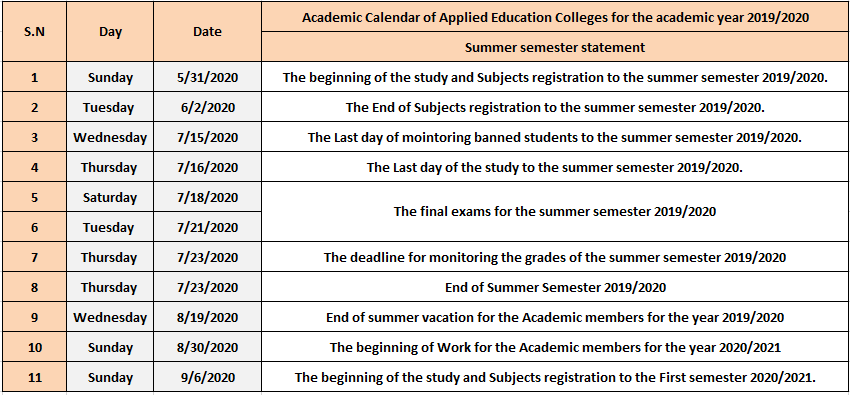 S.N Day Date Academic Calendar of Applied Education Colleges for the academic year 2019/2020
Summer semester statement
1 Sunday 5/31/2020 The beginning of the study and Subjects registration to the summer semester 2019/2020.
2 Tuesday 6/2/2020 The End of Subjects registration to the summer semester 2019/2020.
3 Wednesday 7/15/2020 The Last day of mointoring banned students to the summer semester 2019/2020.
4 Thursday 7/16/2020 The Last day of the study to the summer semester 2019/2020.
5 Saturday 7/18/2020 The final exams for the summer semester 2019/2020
6 Tuesday 7/21/2020
7 Thursday 7/23/2020 The deadline for monitoring the grades of the summer semester 2019/2020
8 Thursday 7/23/2020 End of Summer Semester 2019/2020
9 Wednesday 8/19/2020 End of summer vacation for the Academic members for the year 2019/2020
10 Sunday 8/30/2020 The beginning of Work for the Academic members for the year 2020/2021
11 Sunday 9/6/2020 The beginning of the study and Subjects registration to the First semester 2020/2021.